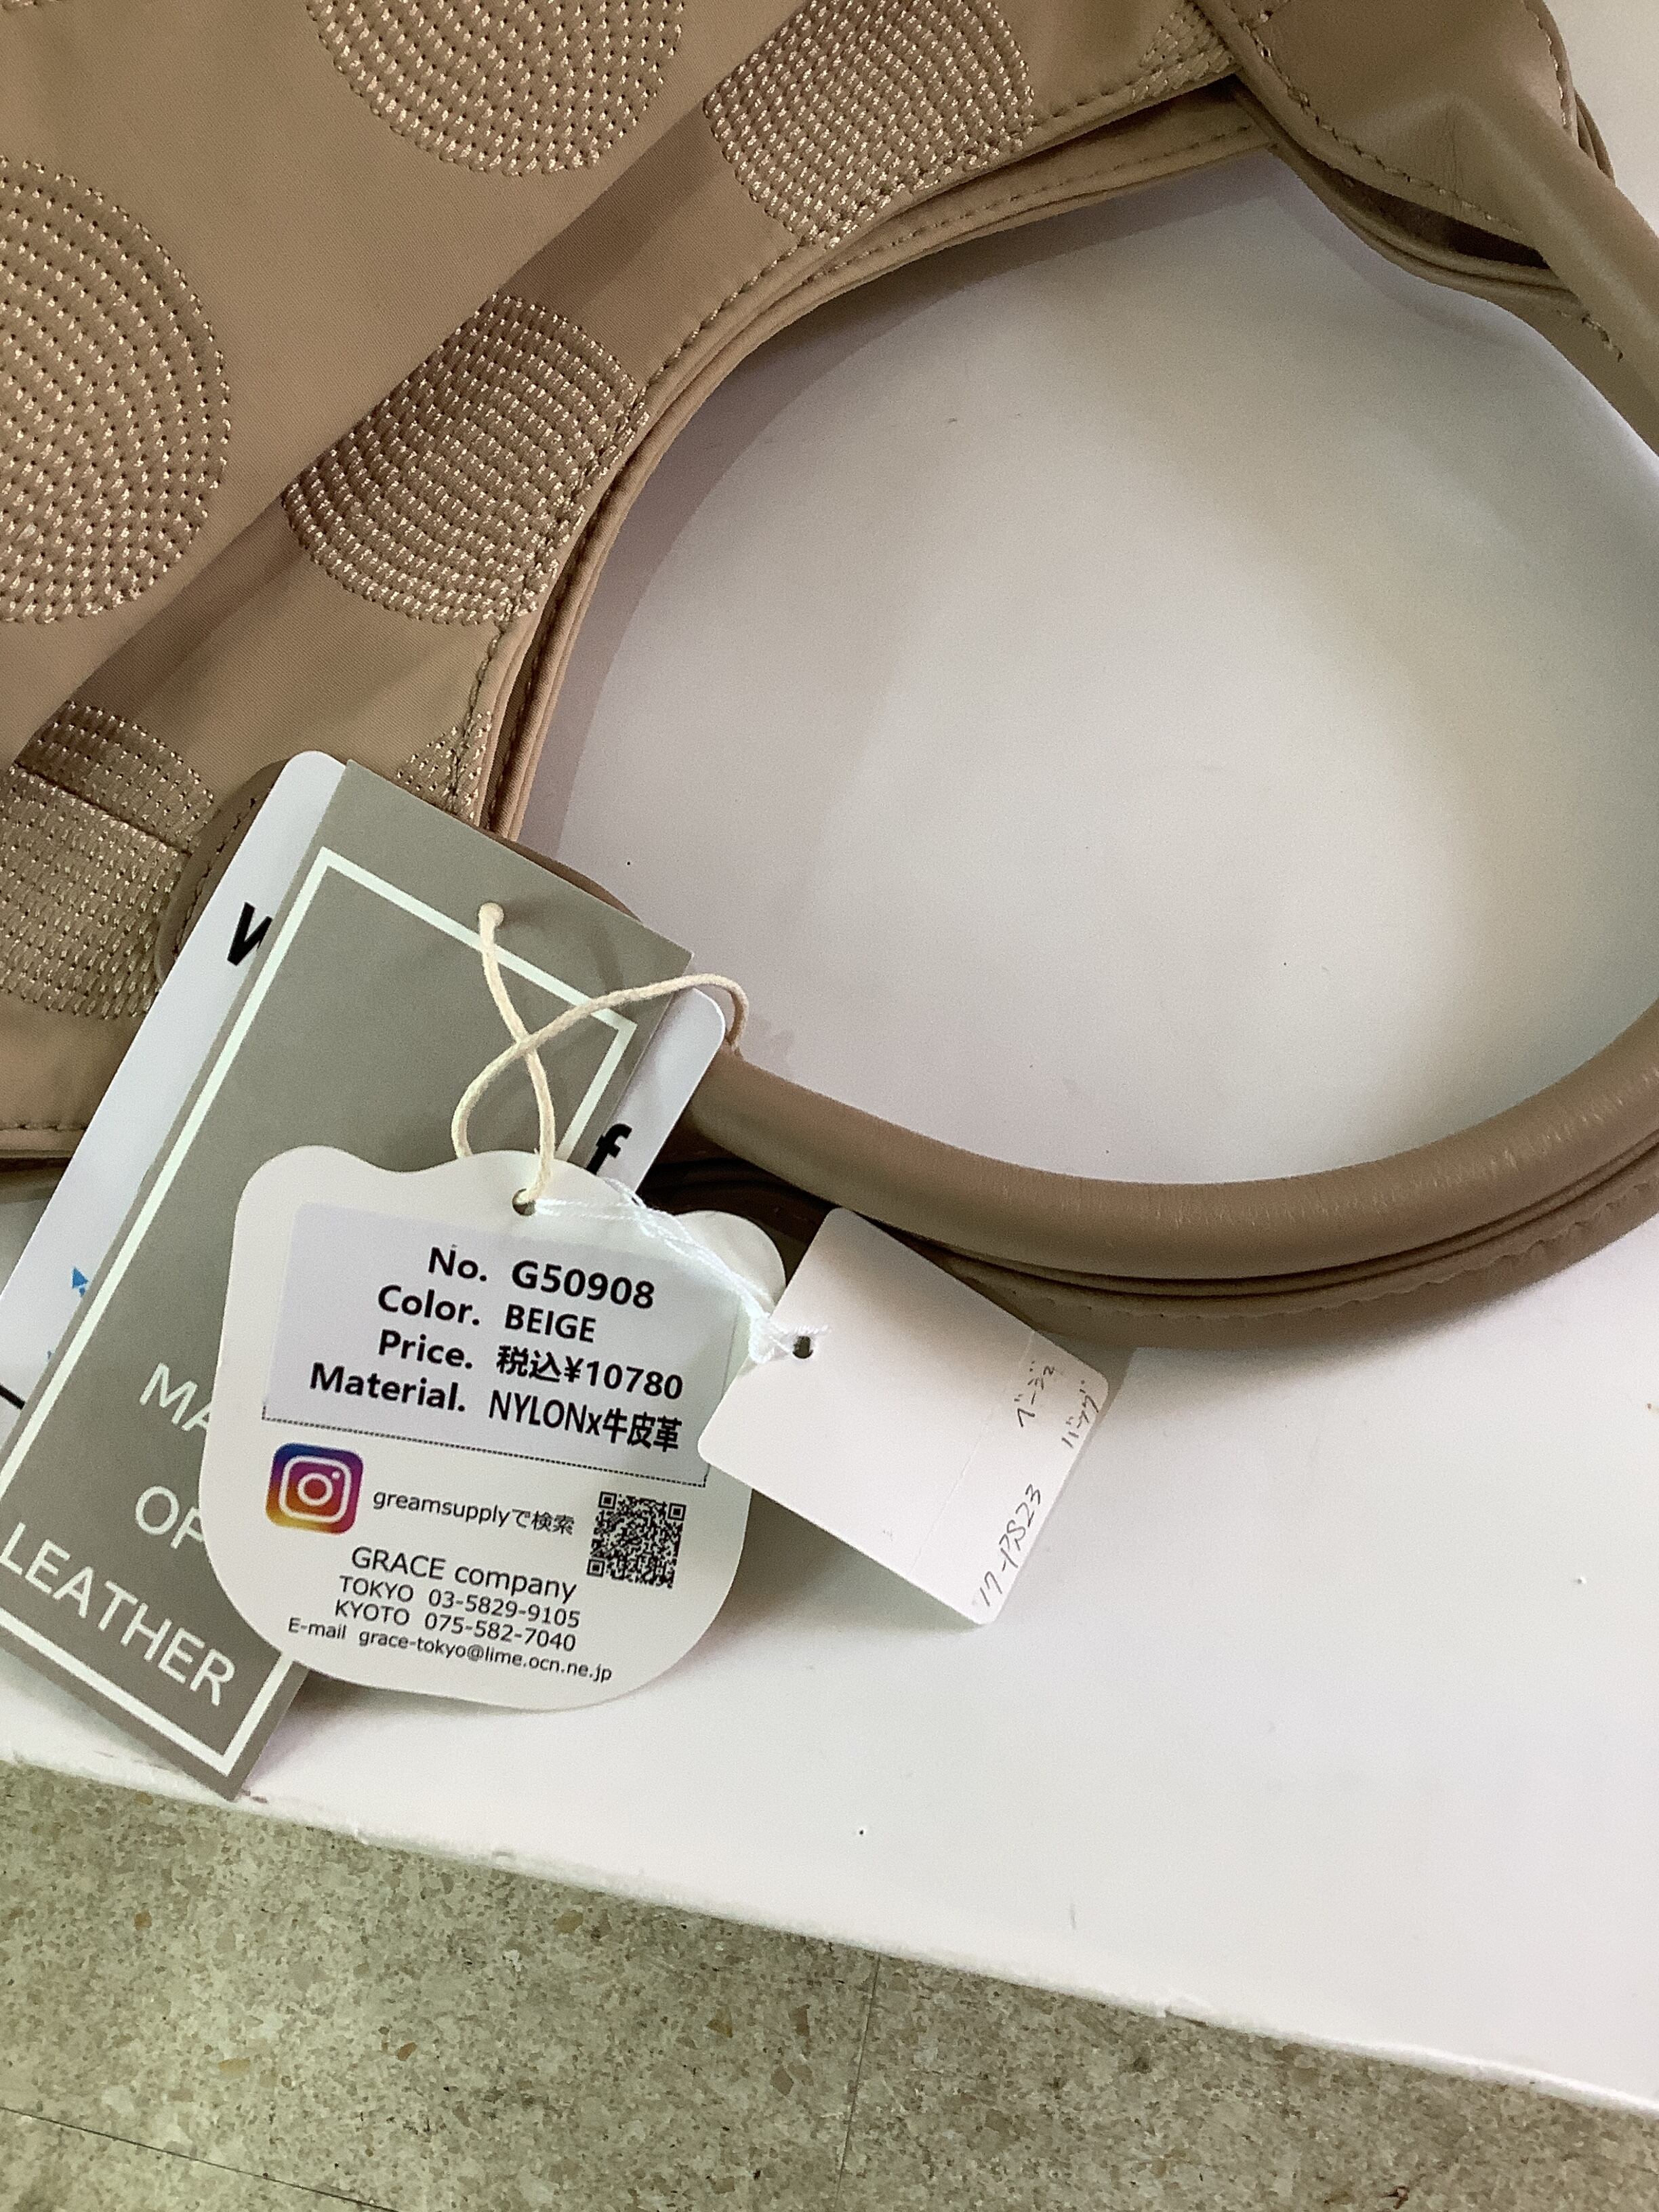 No. G50908
Color. BEIGE
Price. 税込¥10780
Material. NYLONx牛皮革
greamsupplyで検索
GRACE company
TOKYO 03-5829-9105
KYOTO 075-582-7040
E-mail grace-tokyo@lime.ocn.ne.jp
LEATHER
ベージュ
バッグ